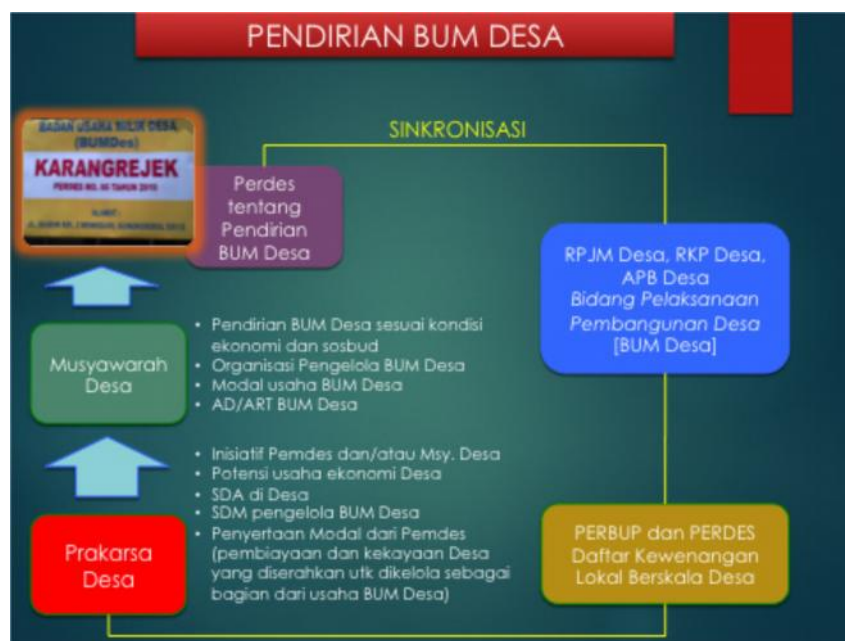 PENDIRIAN BUM DESA
SINKRONISASI
BADAN USAHA MILIK DESA
(BUMDes)
KARANGREJEK
PERDES NO.
TAHUN
Perdes
tentang
Pendirian
BUM Desa
RPJM Desa, RKP Desa,
APB Desa
Bidang Pelaksanaan
Pembangunan Desa
[BUM Desa]
Musyawarah
Desa
• Pendirian BUM Desa sesuai kondisi
ekonomi dan sosbud
• Organisasi Pengelola BUM Desa
• Modal usaha BUM Desa
• AD/ART BUM Desa
• Inisiatif Pemdes dan/atau Msy. Desa
• Potensi usaha ekonomi Desa
• SDA di Desa
• SDM pengelola BUM Desa
• Penyertaan Modal dari Pemdes
(pembiayaan dan kekayaan Desa
yang diserahkan utk dikelola sebagai
bagian dari usaha BUM Desa)
Prakarsa
Desa
PERBUP dan PERDES
Daftar Kewenangan
Lokal Berskala Desa